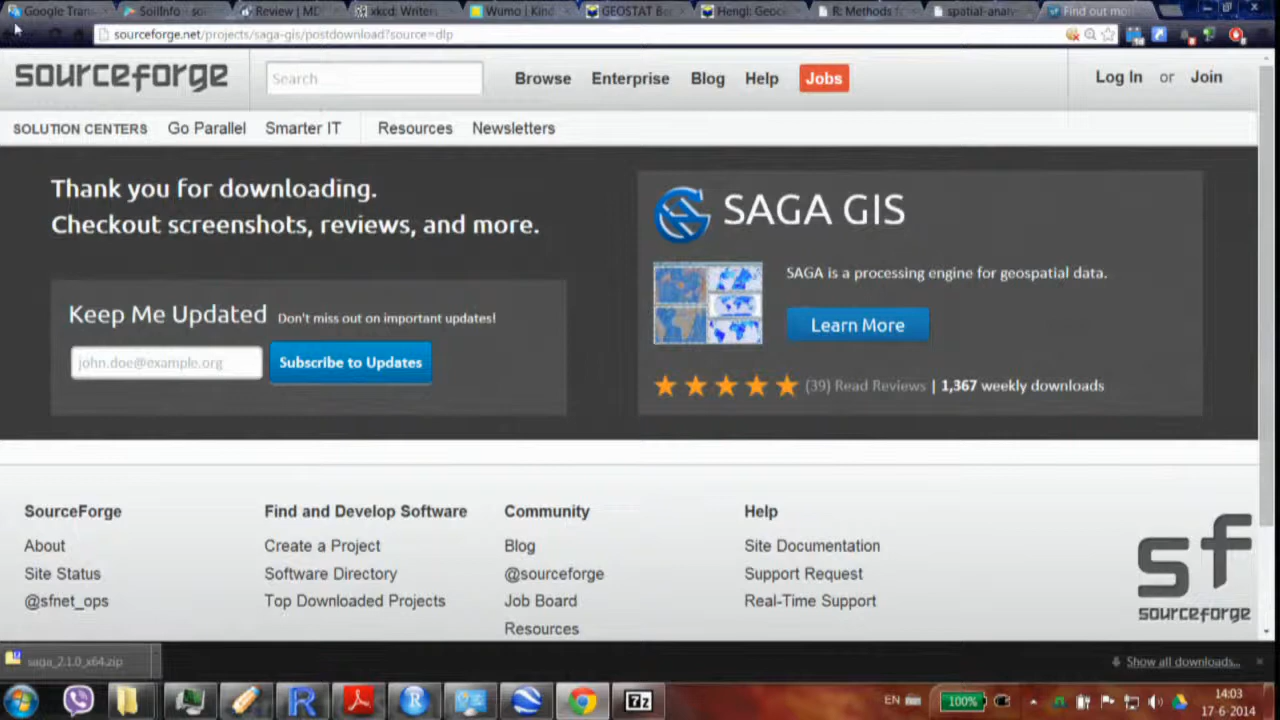 Google Tran
SoilInfo - so
Review | MD
xkcd: Writers
Wumo | Kind
GEOSTAT B
Hengl: Geoc
R: Methods f
spatial-analy
Find out mo
sourceforge.net/projects/saga-gis/postdownload?source=dlp
sourceforge
Search
Browse
Enterprise
Blog
Help
Jobs
Log In or Join
SOLUTION CENTERS
Go Parallel
Smarter IT
Resources
Newsletters
Thank you for downloading.
Checkout screenshots, reviews, and more.
Keep Me Updated Don't miss out on important updates!
john.doe@example.org
Subscribe to Updates
SAGA GIS
SAGA is a processing engine for geospatial data.
Learn More
(39) Read Reviews | 1,367 weekly downloads
SourceForge
About
Site Status
@sfnet_ops
Find and Develop Software
Create a Project
Software Directory
Top Downloaded Projects
Community
Blog
@sourceforge
Job Board
Resources
Help
Site Documentation
Support Request
Real-Time Support
sf
sourceforge
saga_2.1.0_x64.zip
Show all downloads...
R
R
7z
EN
100%
14:03
17-6-2014